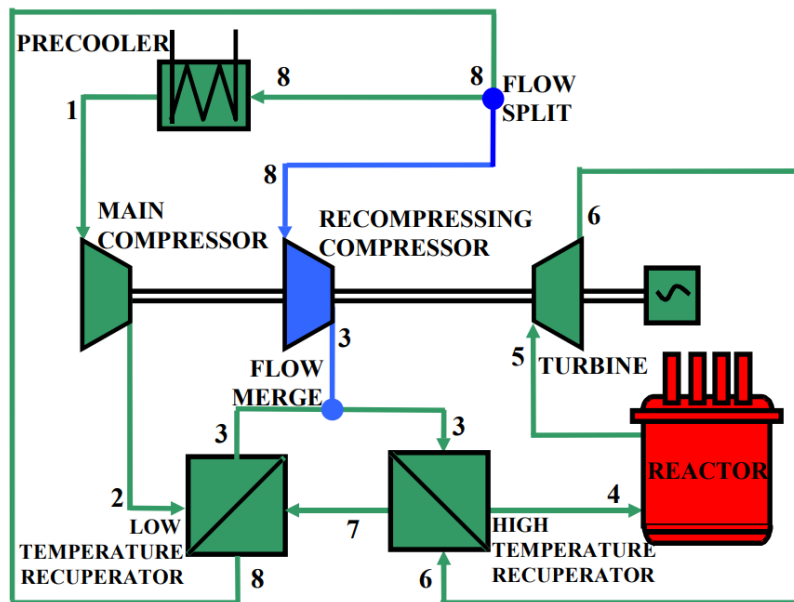 PRECOOLER
8
8
FLOW
SPLIT
1
8
MAIN
COMPRESSOR
RECOMPRESSING
COMPRESSOR
6
3
5
TURBINE
FLOW
MERGE
3
3
REACTOR
2
7
4
LOW
TEMPERATURE
RECUPERATOR
8
6
HIGH
TEMPERATURE
RECUPERATOR